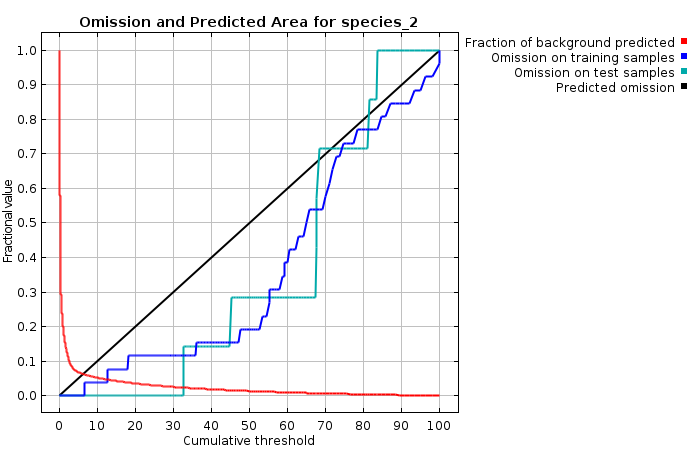 Omission and Predicted Area for species_2
Fraction of background predicted
Omission on training samples
Omission on test samples
Predicted omission
Fractional value
1.0
0.9
0.8
0.7
0.6
0.5
0.4
0.3
0.2
0.1
0.0
0 10 20 30 40 50 60 70 80 90 100
Cumulative threshold